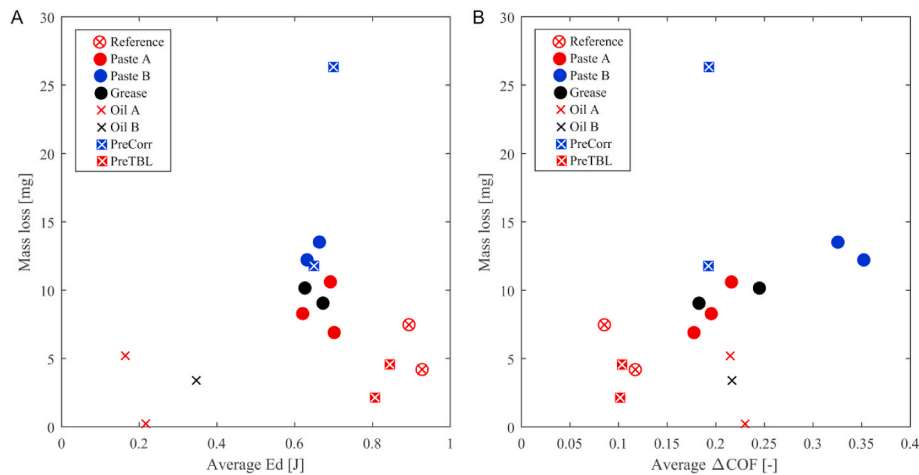 A
30
25
20
15
10
5
0
Mass loss [mg]
Reference
Paste A
Paste B
Grease
Oil A
Oil B
PreCorr
PreTBL
0 0.2 0.4 0.6 0.8 1
Average Ed [J]
B
30
25
20
15
10
5
0
Mass loss [mg]
Reference
Paste A
Paste B
Grease
Oil A
Oil B
PreCorr
PreTBL
0 0.05 0.1 0.15 0.2 0.25 0.3 0.35 0.4
Average ΔCOF [-]